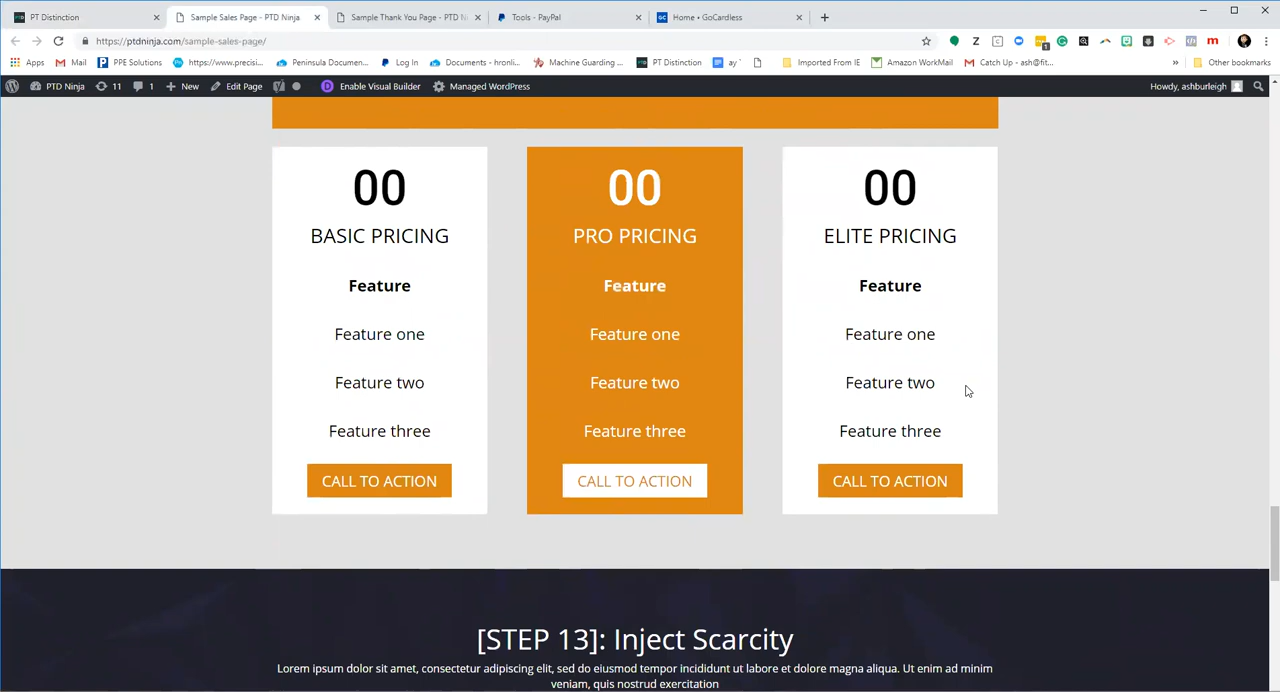 PT Distinction
Sample Sales Page - PTD Ninja
Sample Thank You Page - PTD N
Tools - PayPal
GC Home • GoCardless
https://ptdninja.com/sample-sales-page/
Apps Mail PPE Solutions https://www.precisi... Peninsula Documen... Log In Documents - hronli... Machine Guarding ... PT Distinction ay Imported From IE Amazon WorkMail Catch Up - ash@fit... » Other bookmarks
PTD Ninja 11 1 New Edit Page Enable Visual Builder Managed WordPress Howdy, ashburleigh
00
BASIC PRICING
Feature
Feature one
Feature two
Feature three
CALL TO ACTION
00
PRO PRICING
Feature
Feature one
Feature two
Feature three
CALL TO ACTION
00
ELITE PRICING
Feature
Feature one
Feature two
Feature three
CALL TO ACTION
[STEP 13]: Inject Scarcity
Lorem ipsum dolor sit amet, consectetur adipiscing elit, sed do eiusmod tempor incididunt ut labore et dolore magna aliqua. Ut enim ad minim
veniam, quis nostrud exercitation